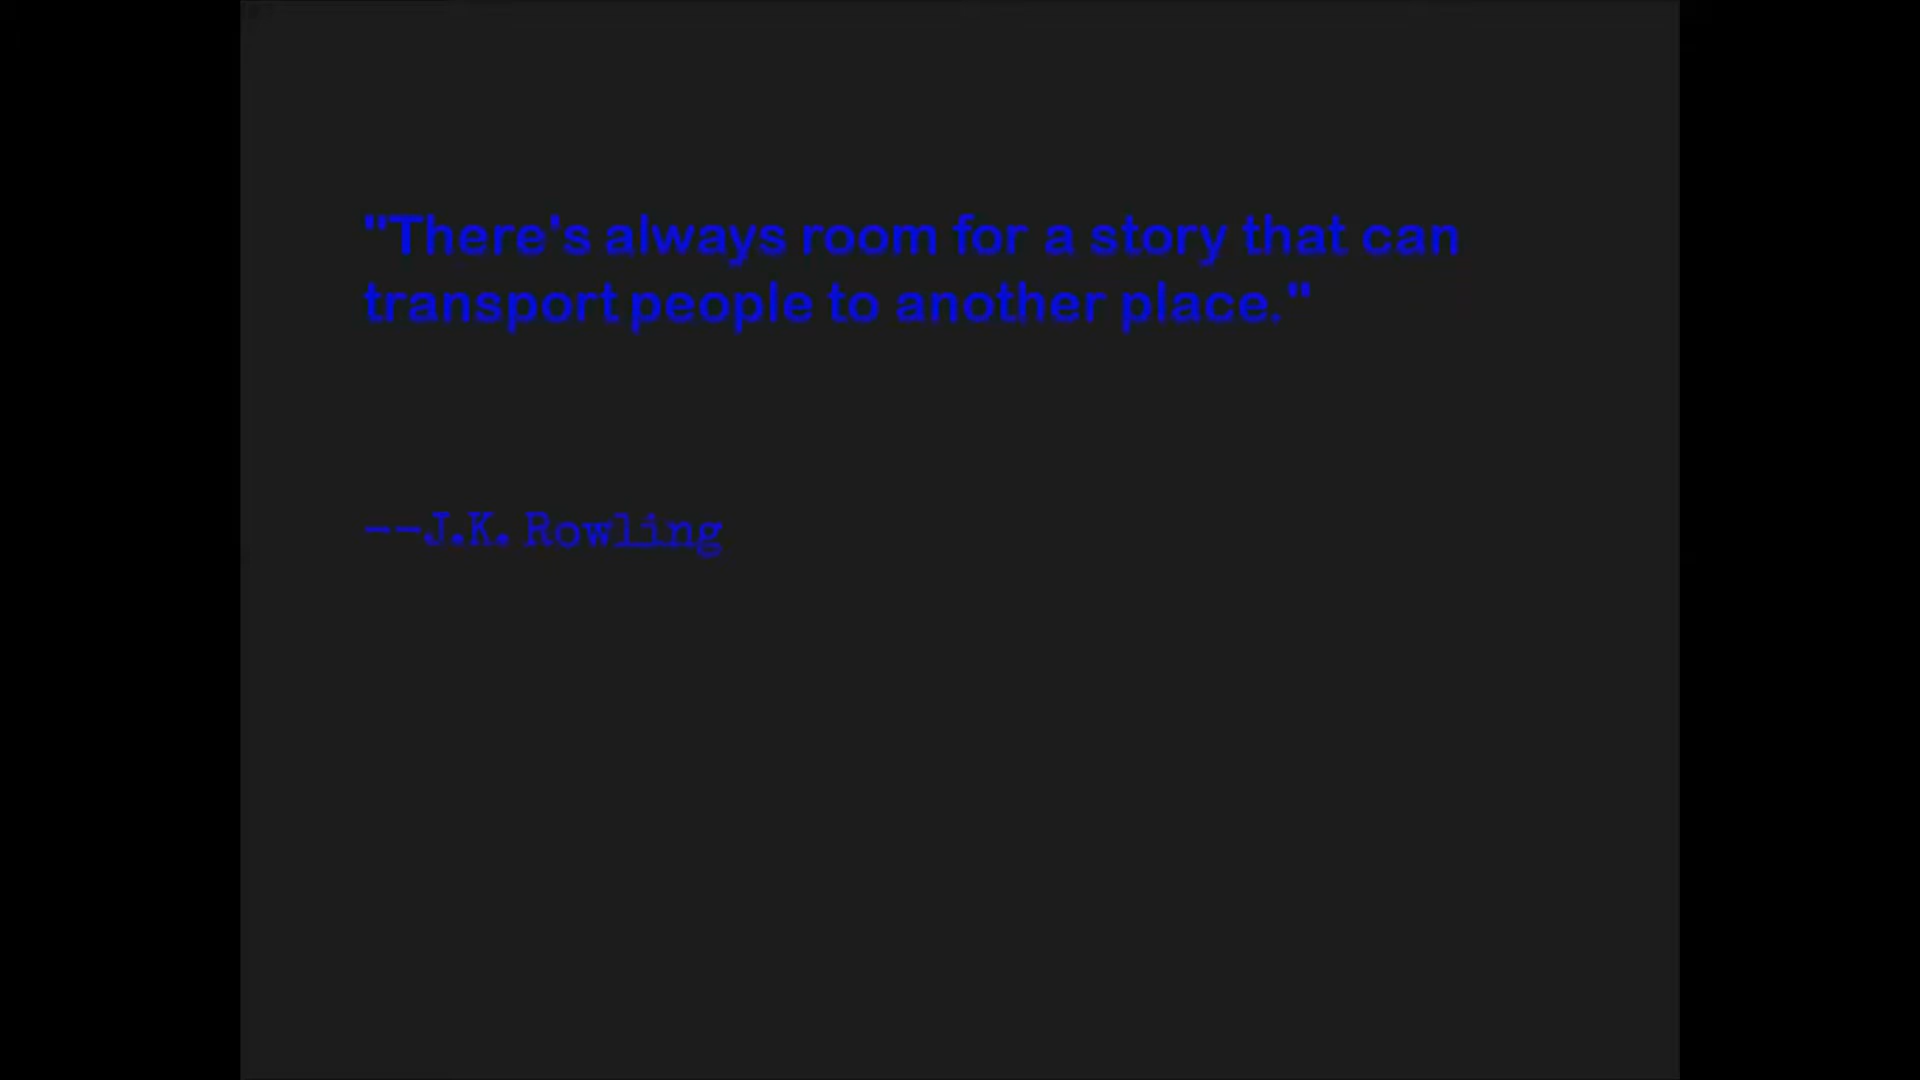 "There's always room for a story that can
transport people to another place."
--J.K. Rowling